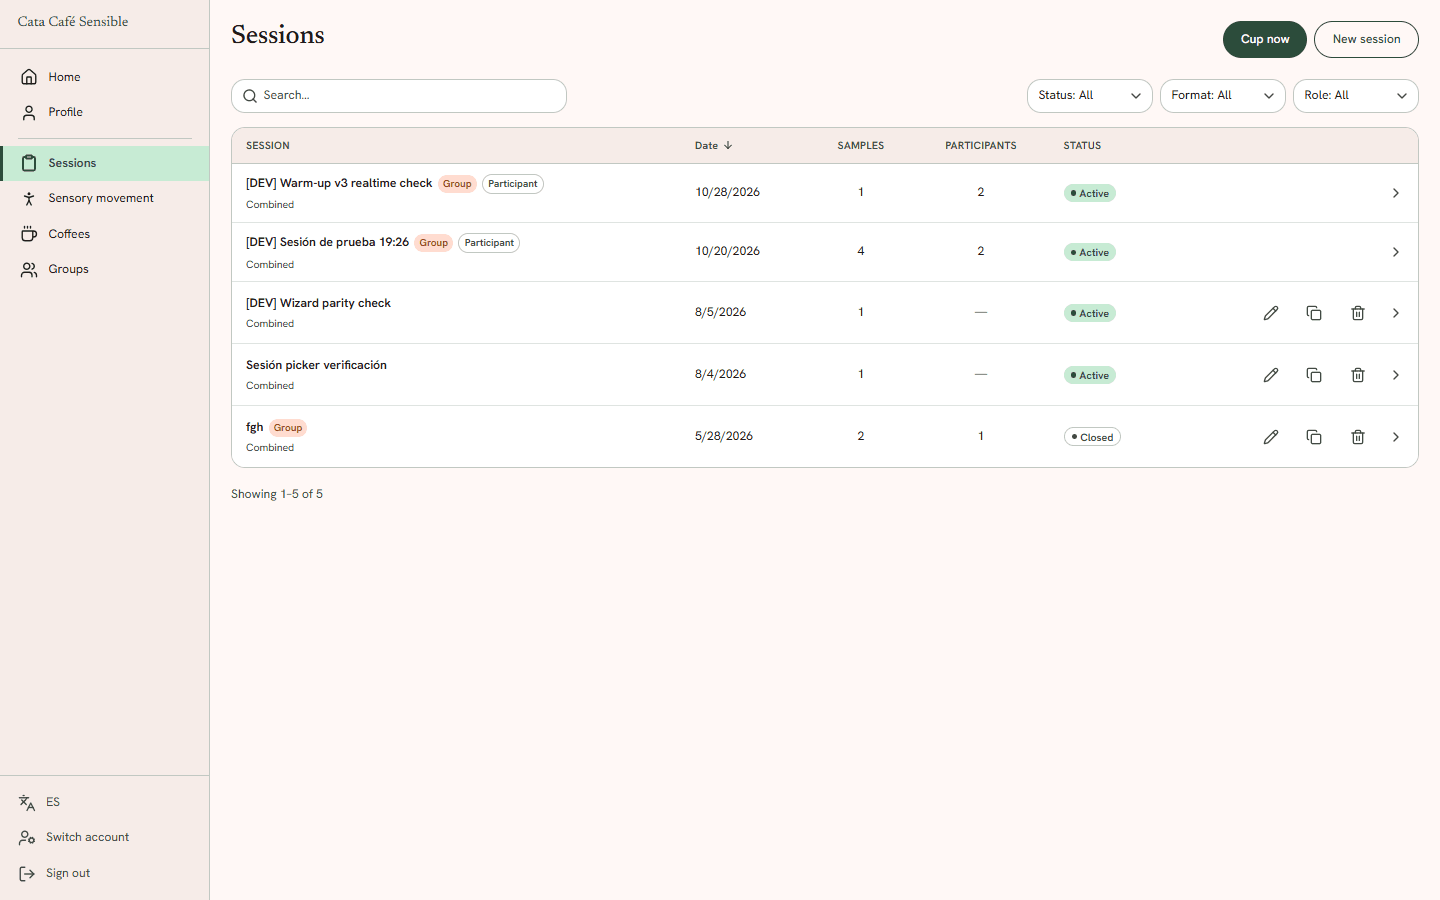 Cata Café Sensible
Home
Profile
Sessions
Sensory movement
Coffees
Groups
ES
Switch account
Sign out
Sessions
Cup now
New session
Search...
Status: All
Format: All
Role: All
SESSION Date SAMPLES PARTICIPANTS STATUS
[DEV] Warm-up v3 realtime check Group Participant
Combined
10/28/2026 1 2 Active
[DEV] Sesión de prueba 19:26 Group Participant
Combined
10/20/2026 4 2 Active
[DEV] Wizard parity check
Combined
8/5/2026 1 — Active
Sesión picker verificación
Combined
8/4/2026 1 — Active
fgh Group
Combined
5/28/2026 2 1 Closed
Showing 1–5 of 5